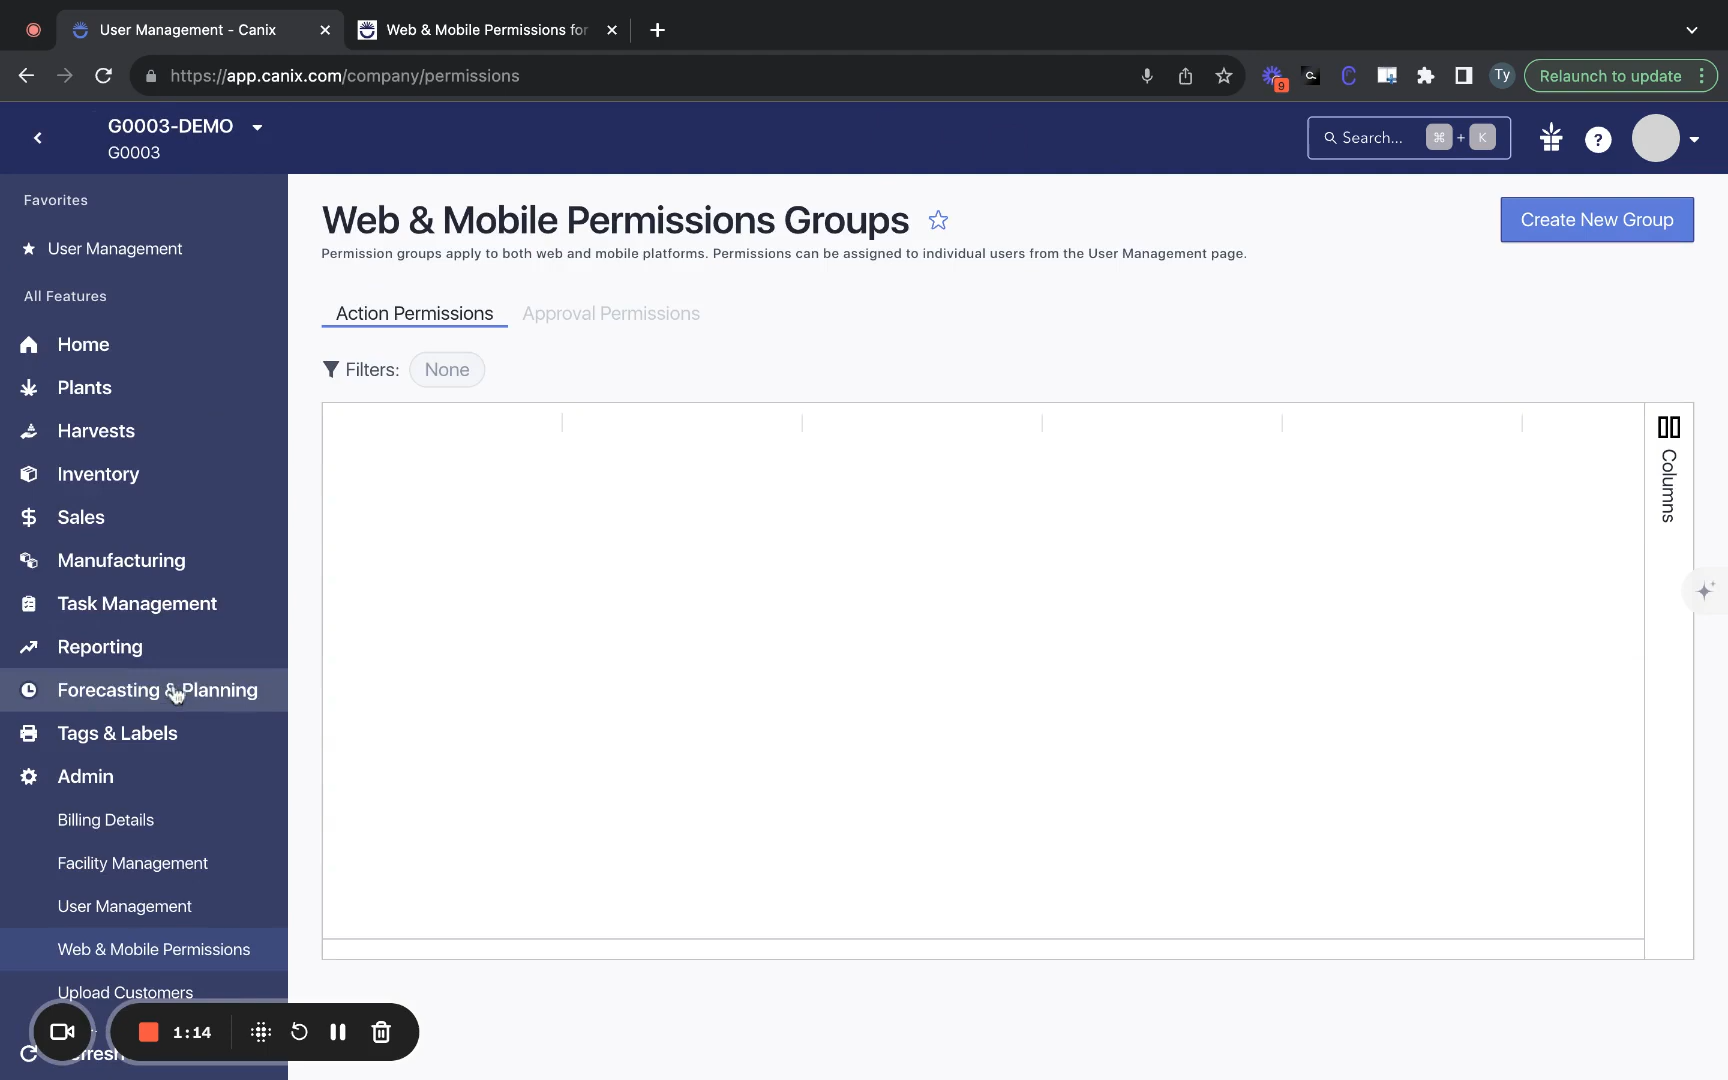 User Management - Canix
Web & Mobile Permissions for
https://app.canix.com/company/permissions
9
Ty
Relaunch to update
G0003-DEMO
G0003
Search...
⌘ + K
?
Favorites
User Management
All Features
Home
Plants
Harvests
Inventory
Sales
Manufacturing
Task Management
Reporting
Forecasting & Planning
Tags & Labels
Admin
Billing Details
Facility Management
User Management
Web & Mobile Permissions
Upload Customers
1:14
Web & Mobile Permissions Groups
Create New Group
Permission groups apply to both web and mobile platforms. Permissions can be assigned to individual users from the User Management page.
Action Permissions
Approval Permissions
Filters:
None
Columns